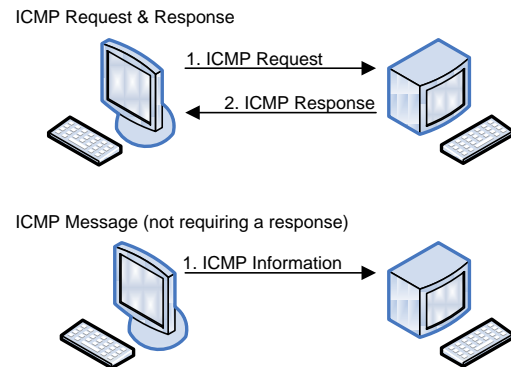 ICMP Request & Response
1. ICMP Request
2. ICMP Response
ICMP Message (not requiring a response)
1. ICMP Information